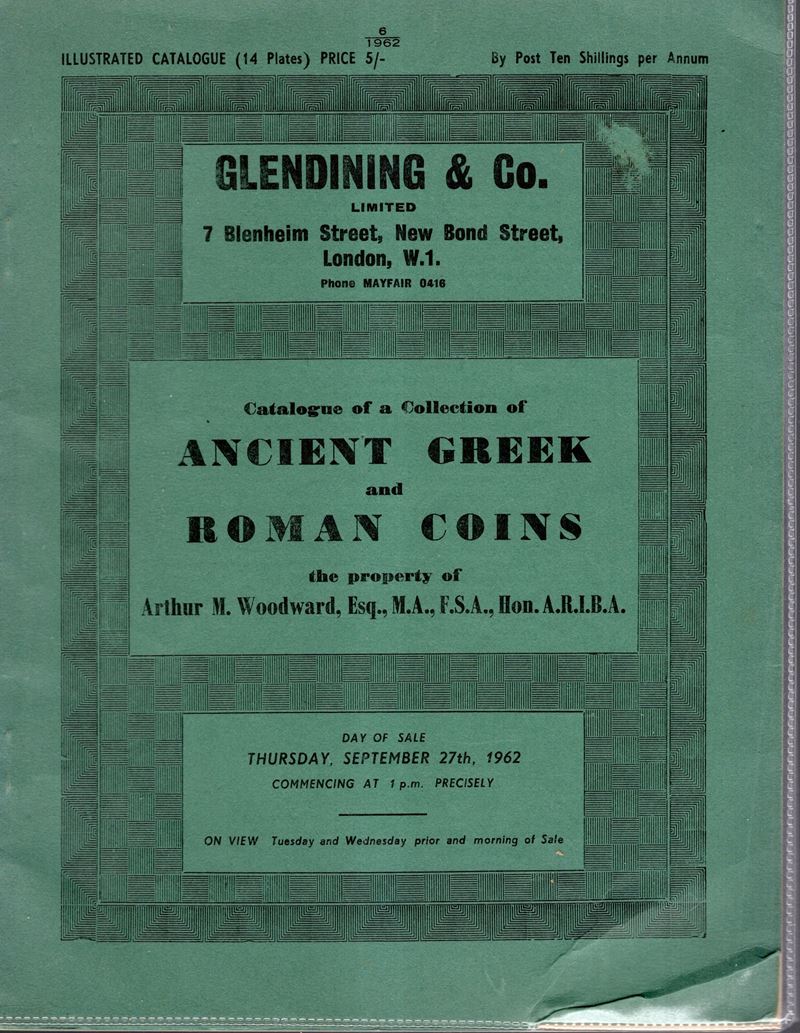 6
1962
ILLUSTRATED CATALOGUE (14 Plates) PRICE 5/- By Post Ten Shillings per Annum
GLENDINING & Co.
LIMITED
7 Blenheim Street, New Bond Street,
London, W.1.
Phone MAYFAIR 0416
Catalogue of a Collection of
ANCIENT GREEK
and
ROMAN COINS
the property of
Arthur M. Woodward, Esq., M.A., F.S.A., Hon. A.R.I.B.A.
DAY OF SALE
THURSDAY, SEPTEMBER 27th, 1962
COMMENCING AT 1 p.m. PRECISELY
ON VIEW Tuesday and Wednesday prior and morning of Sale